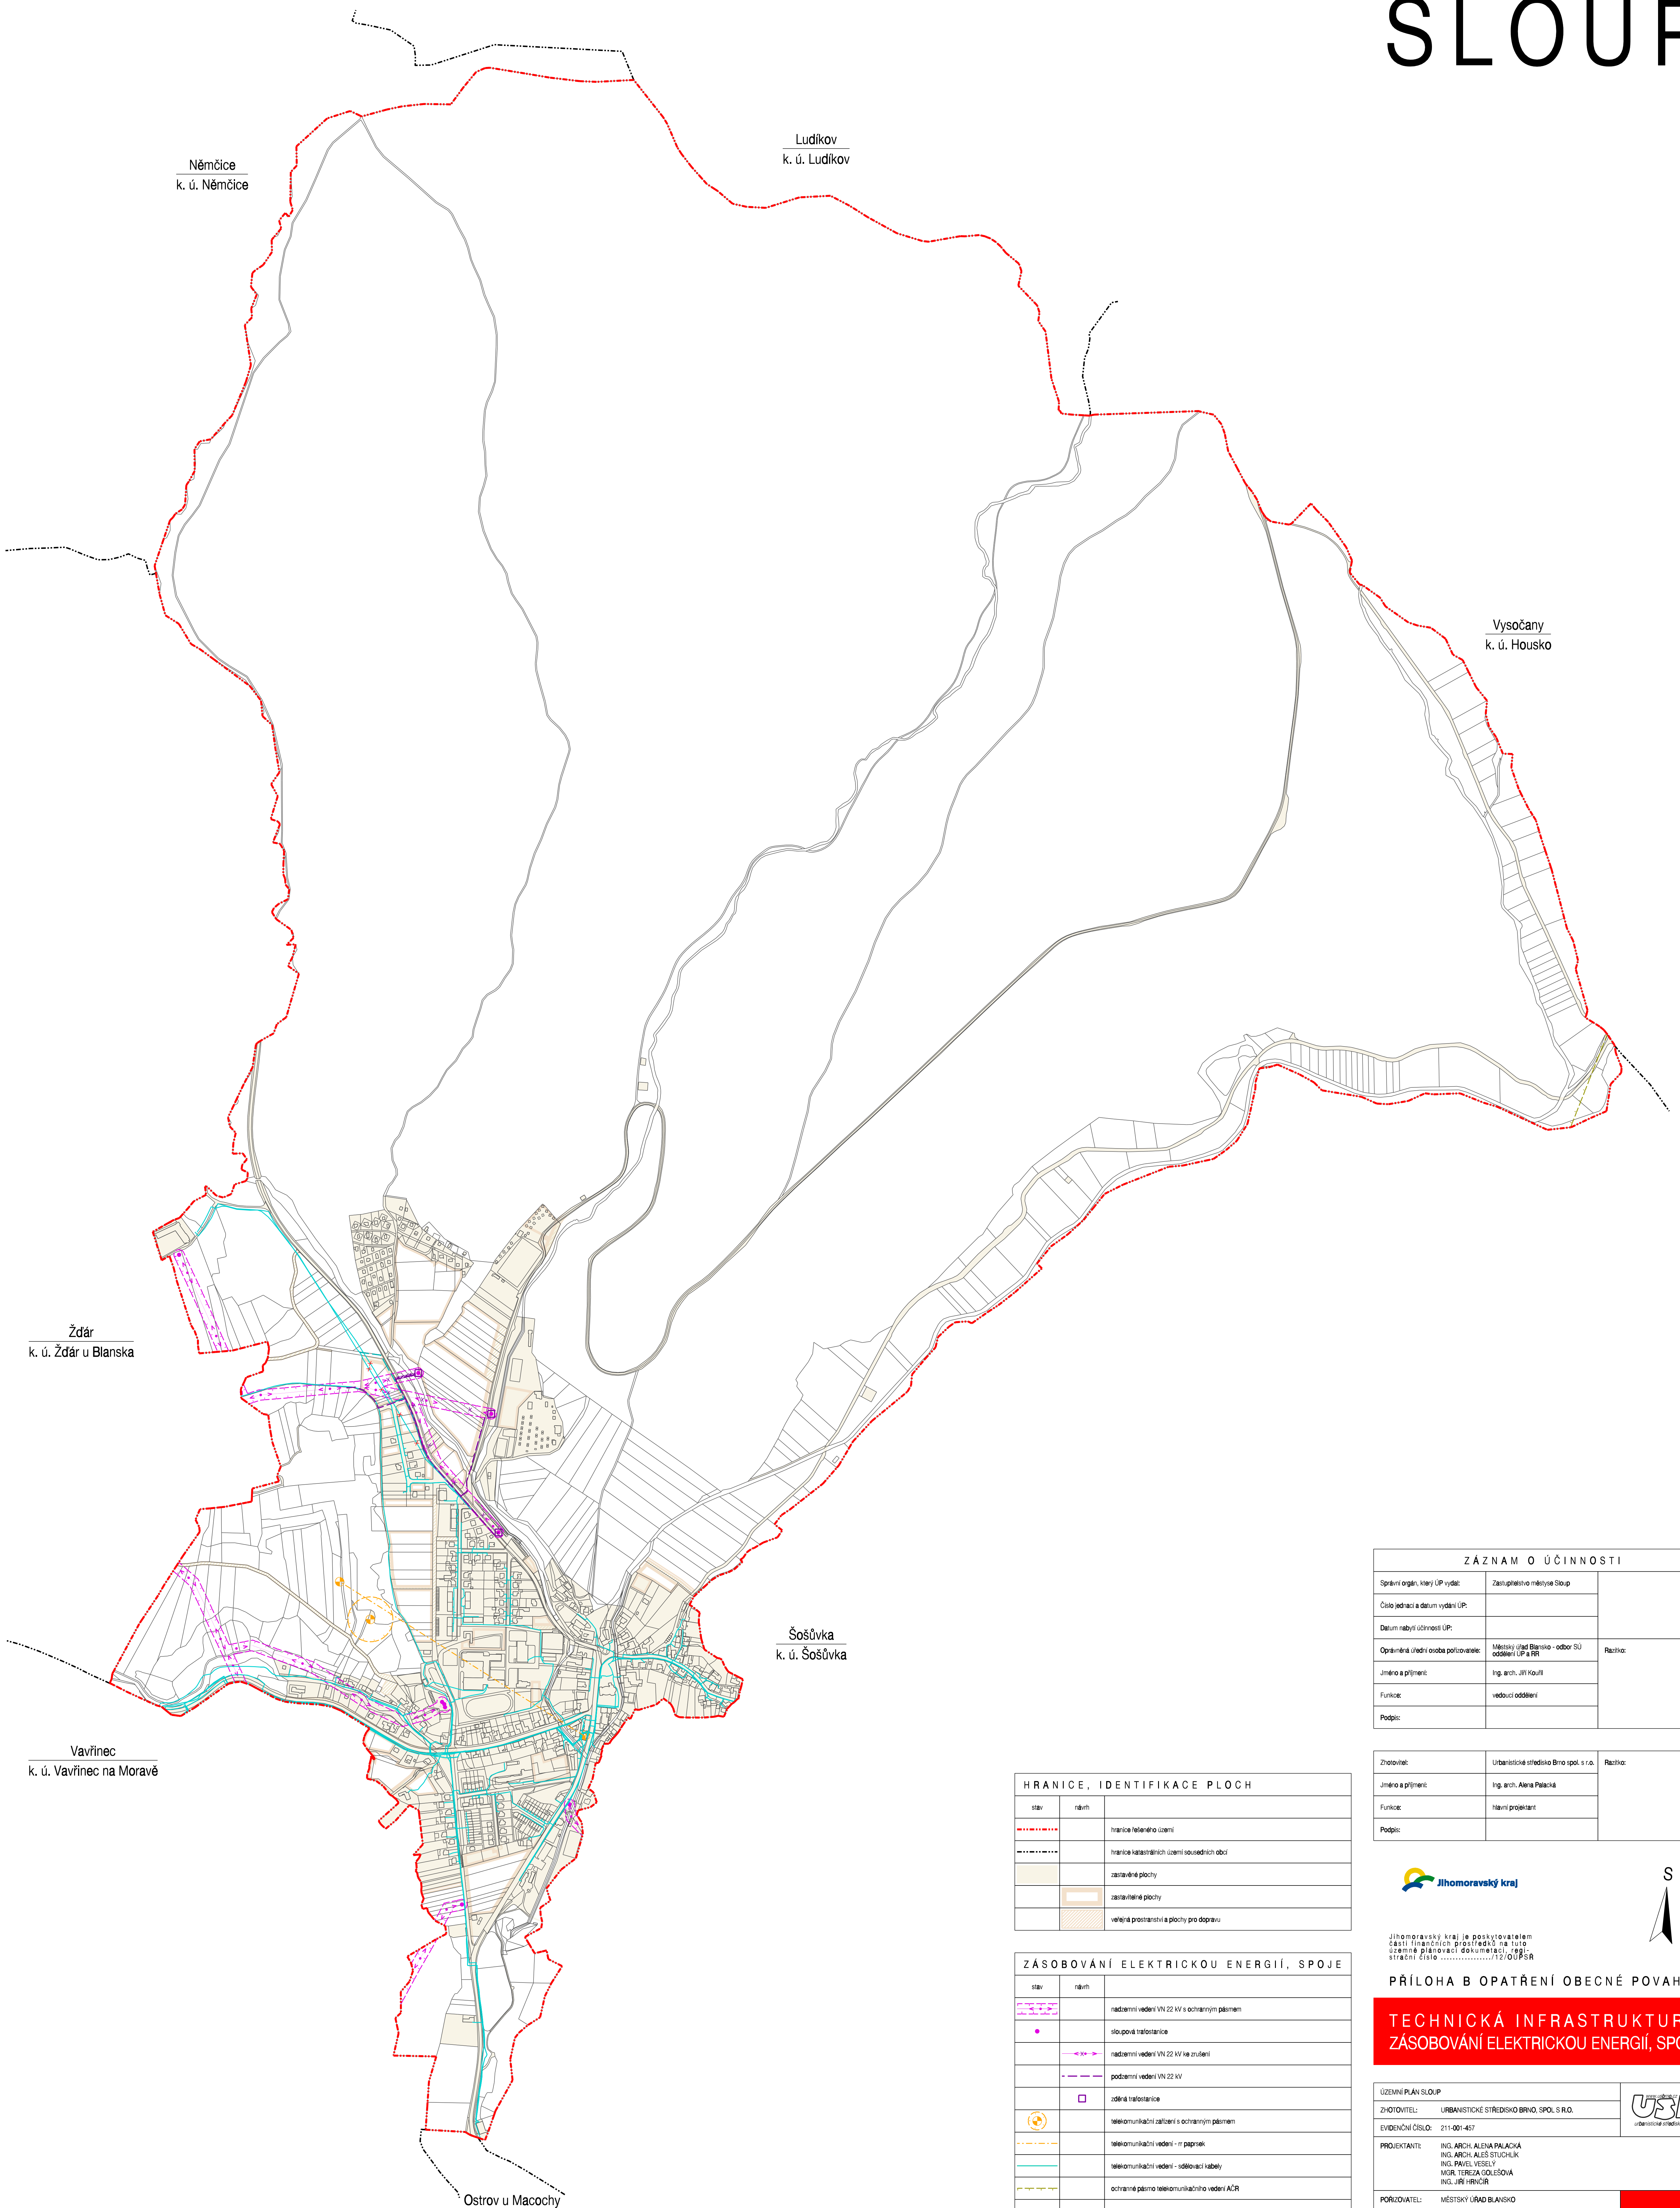 SLOUP
Němčice
k. ú. Němčice
Ludíkov
k. ú. Ludíkov
Vysočany
k. ú. Housko
Žďár
k. ú. Žďár u Blanska
Šošůvka
k. ú. Šošůvka
Vavřinec
k. ú. Vavřinec na Moravě
Ostrov u Macochy
HRANICE, IDENTIFIKACE PLOCH
stav návrh
hranice řešeného území
hranice katastrálních území sousedních obcí
zastavěné plochy
zastavitelné plochy
veřejná prostranství a plochy pro dopravu
ZÁSOBOVÁNÍ ELEKTRICKOU ENERGIÍ, SPOJE
stav návrh
nadzemní vedení VN 22 kV s ochranným pásmem
sloupová trafostanice
nadzemní vedení VN 22 kV ke zrušení
podzemní vedení VN 22 kV
zděná trafostanice
telekomunikační zařízení s ochranným pásmem
telekomunikační vedení - rr paprsek
telekomunikační vedení - sdělovací kabely
ochranné pásmo telekomunikačního vedení AČR
ZÁZNAM O ÚČINNOSTI
Správní orgán, který ÚP vydal: Zastupitelstvo městyse Sloup
Číslo jednací a datum vydání ÚP:
Datum nabytí účinnosti ÚP:
Oprávněná úřední osoba pořizovatele: Městský úřad Blansko - odbor SÚ oddělení ÚP a RR Razítko:
Jméno a příjmení: Ing. arch. Jiří Kouřil
Funkce: vedoucí oddělení
Podpis:
Zhotovitel: Urbanistické středisko Brno spol. s r.o. Razítko:
Jméno a příjmení: Ing. arch. Alena Palacká
Funkce: hlavní projektant
Podpis:
Jihomoravský kraj
S
Jihomoravský kraj je poskytovatelem
části finančních prostředků na tuto
územně plánovací dokumetaci, regi-
strační číslo ................/12/OÚPSŘ
PŘÍLOHA B OPATŘENÍ OBECNÉ POVAH
TECHNICKÁ INFRASTRUKTUR
ZÁSOBOVÁNÍ ELEKTRICKOU ENERGIÍ, SPO
ÚZEMNÍ PLÁN SLOUP
ZHOTOVITEL: URBANISTICKÉ STŘEDISKO BRNO, SPOL. S R.O.
EVIDENČNÍ ČÍSLO: 211-001-457
PROJEKTANTI: ING. ARCH. ALENA PALACKÁ
ING. ARCH. ALEŠ STUCHLÍK
ING. PAVEL VESELÝ
MGR. TEREZA GOLEŠOVÁ
ING. JIŘÍ HRNČÍŘ
POŘIZOVATEL: MĚSTSKÝ ÚŘAD BLANSKO